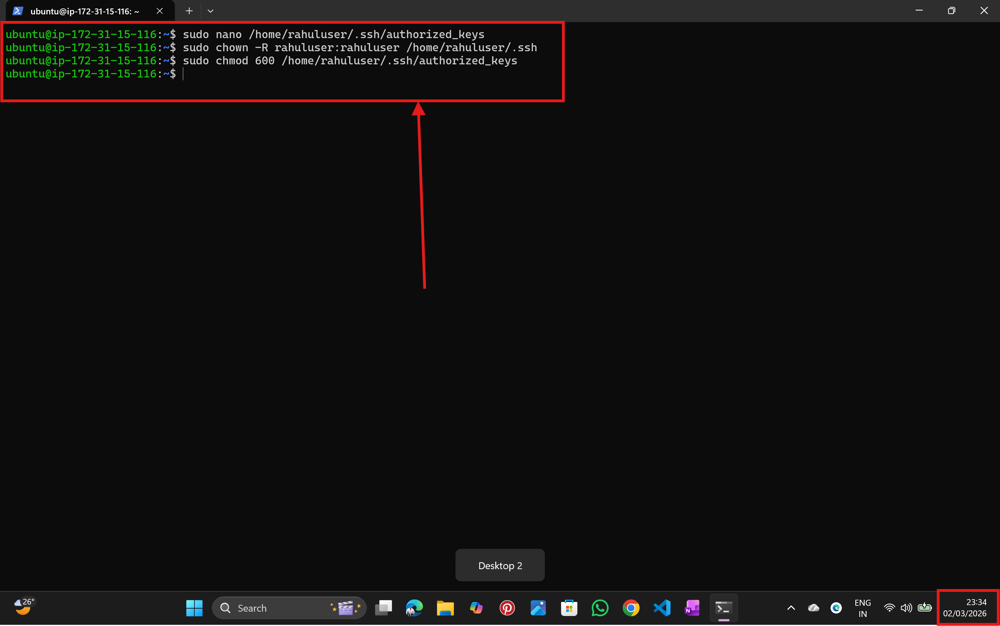 ubuntu@ip-172-31-15-116: ~
ubuntu@ip-172-31-15-116:~$ sudo nano /home/rahuluser/.ssh/authorized_keys
ubuntu@ip-172-31-15-116:~$ sudo chown -R rahuluser:rahuluser /home/rahuluser/.ssh
ubuntu@ip-172-31-15-116:~$ sudo chmod 600 /home/rahuluser/.ssh/authorized_keys
ubuntu@ip-172-31-15-116:~$
Desktop 2
26°
Search
ENG
IN
23:34
02/03/2026